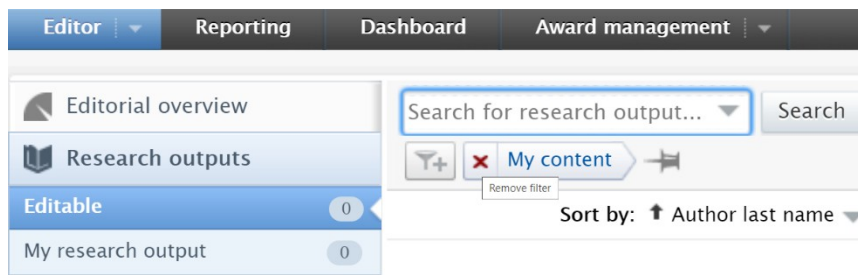 Editor Reporting Dashboard Award management
Editorial overview
Search for research output... Search
Research outputs
My content
Remove filter
Editable 0
Sort by: Author last name
My research output 0